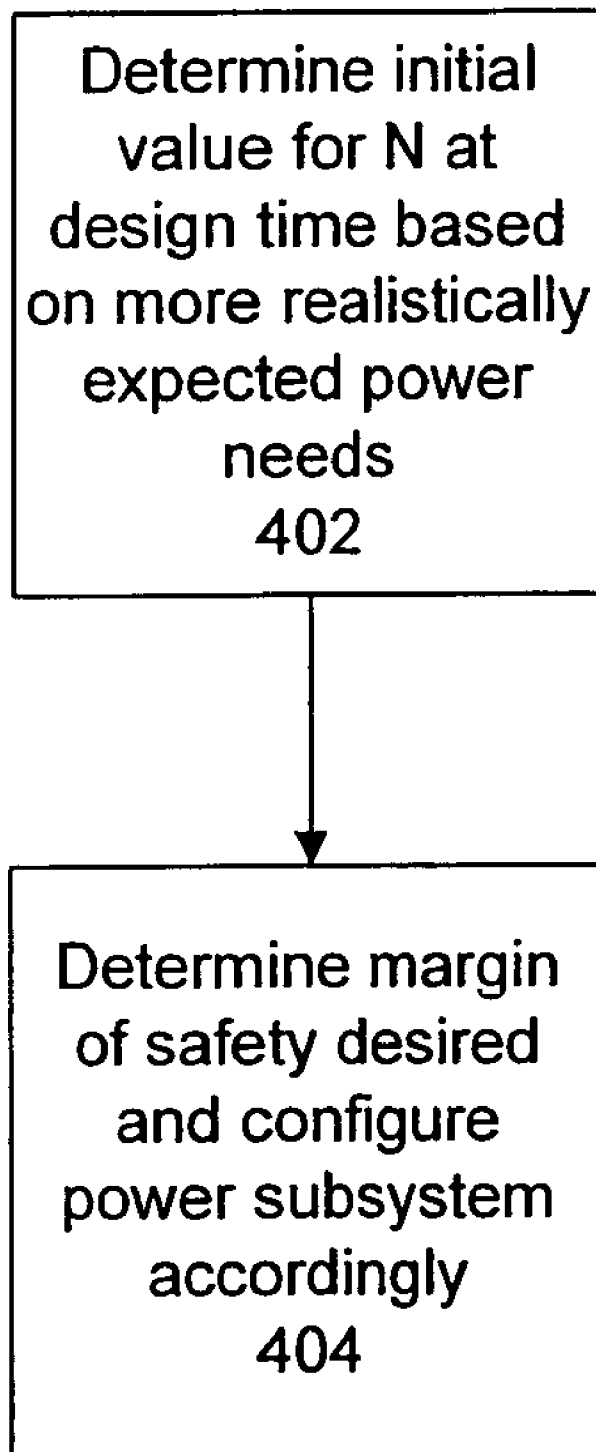 Determine initial
value for N at
design time based
on more realistically
expected power
needs
402
Determine margin
of safety desired
and configure
power subsystem
accordingly
404